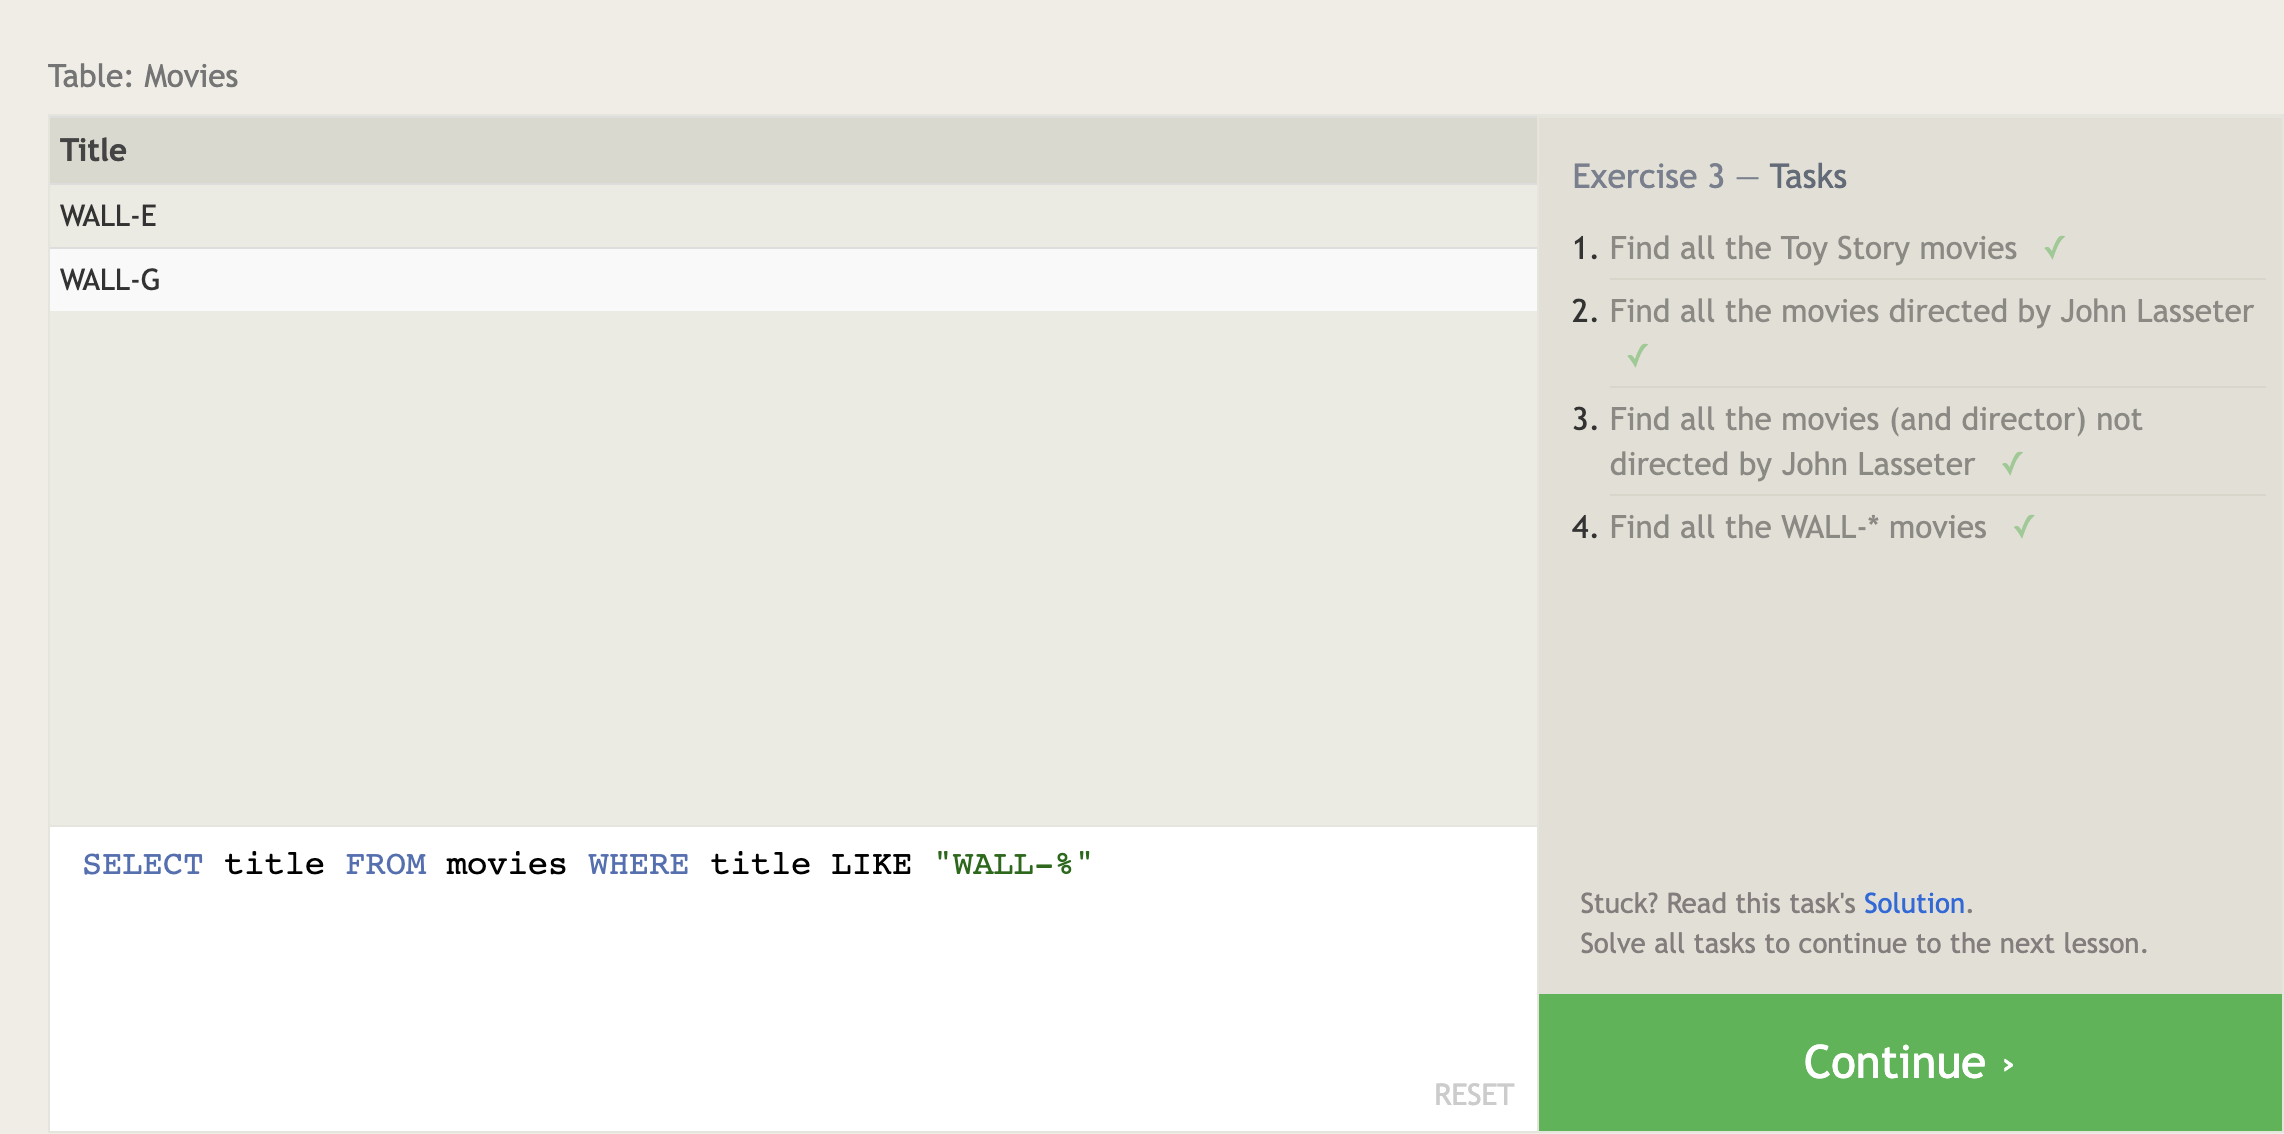 Table: Movies
Title
WALL-E
WALL-G
SELECT title FROM movies WHERE title LIKE "WALL-%"
RESET
Exercise 3 — Tasks
1. Find all the Toy Story movies ✓
2. Find all the movies directed by John Lasseter
✓
3. Find all the movies (and director) not
directed by John Lasseter ✓
4. Find all the WALL-* movies ✓
Stuck? Read this task's Solution.
Solve all tasks to continue to the next lesson.
Continue ›